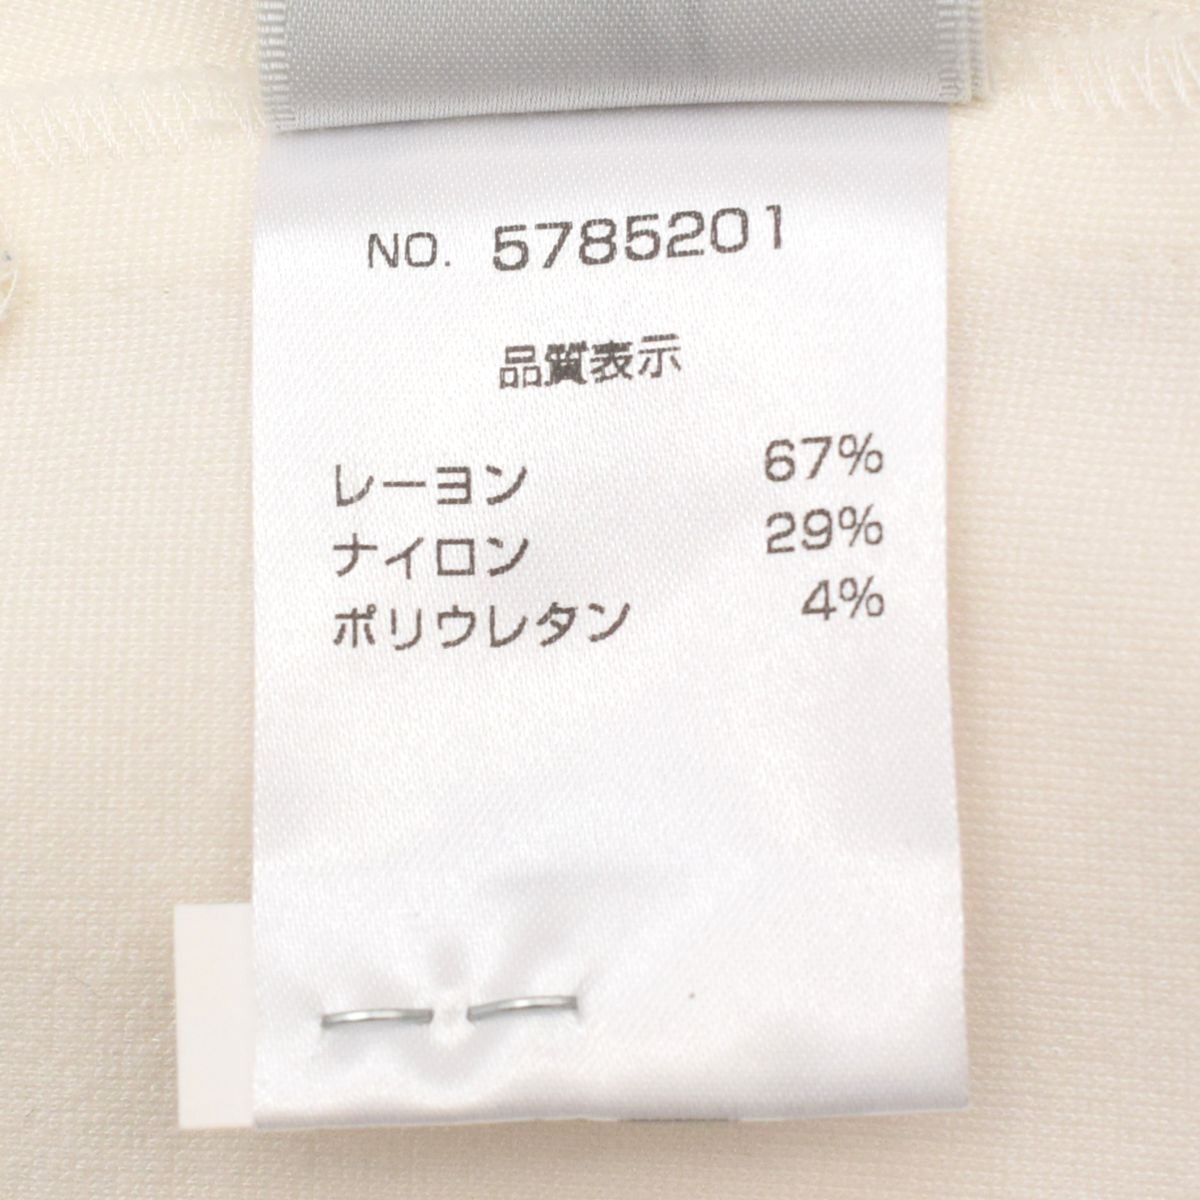 NO. 5785201
品質表示
レーヨン 67%
ナイロン 29%
ポリウレタン 4%